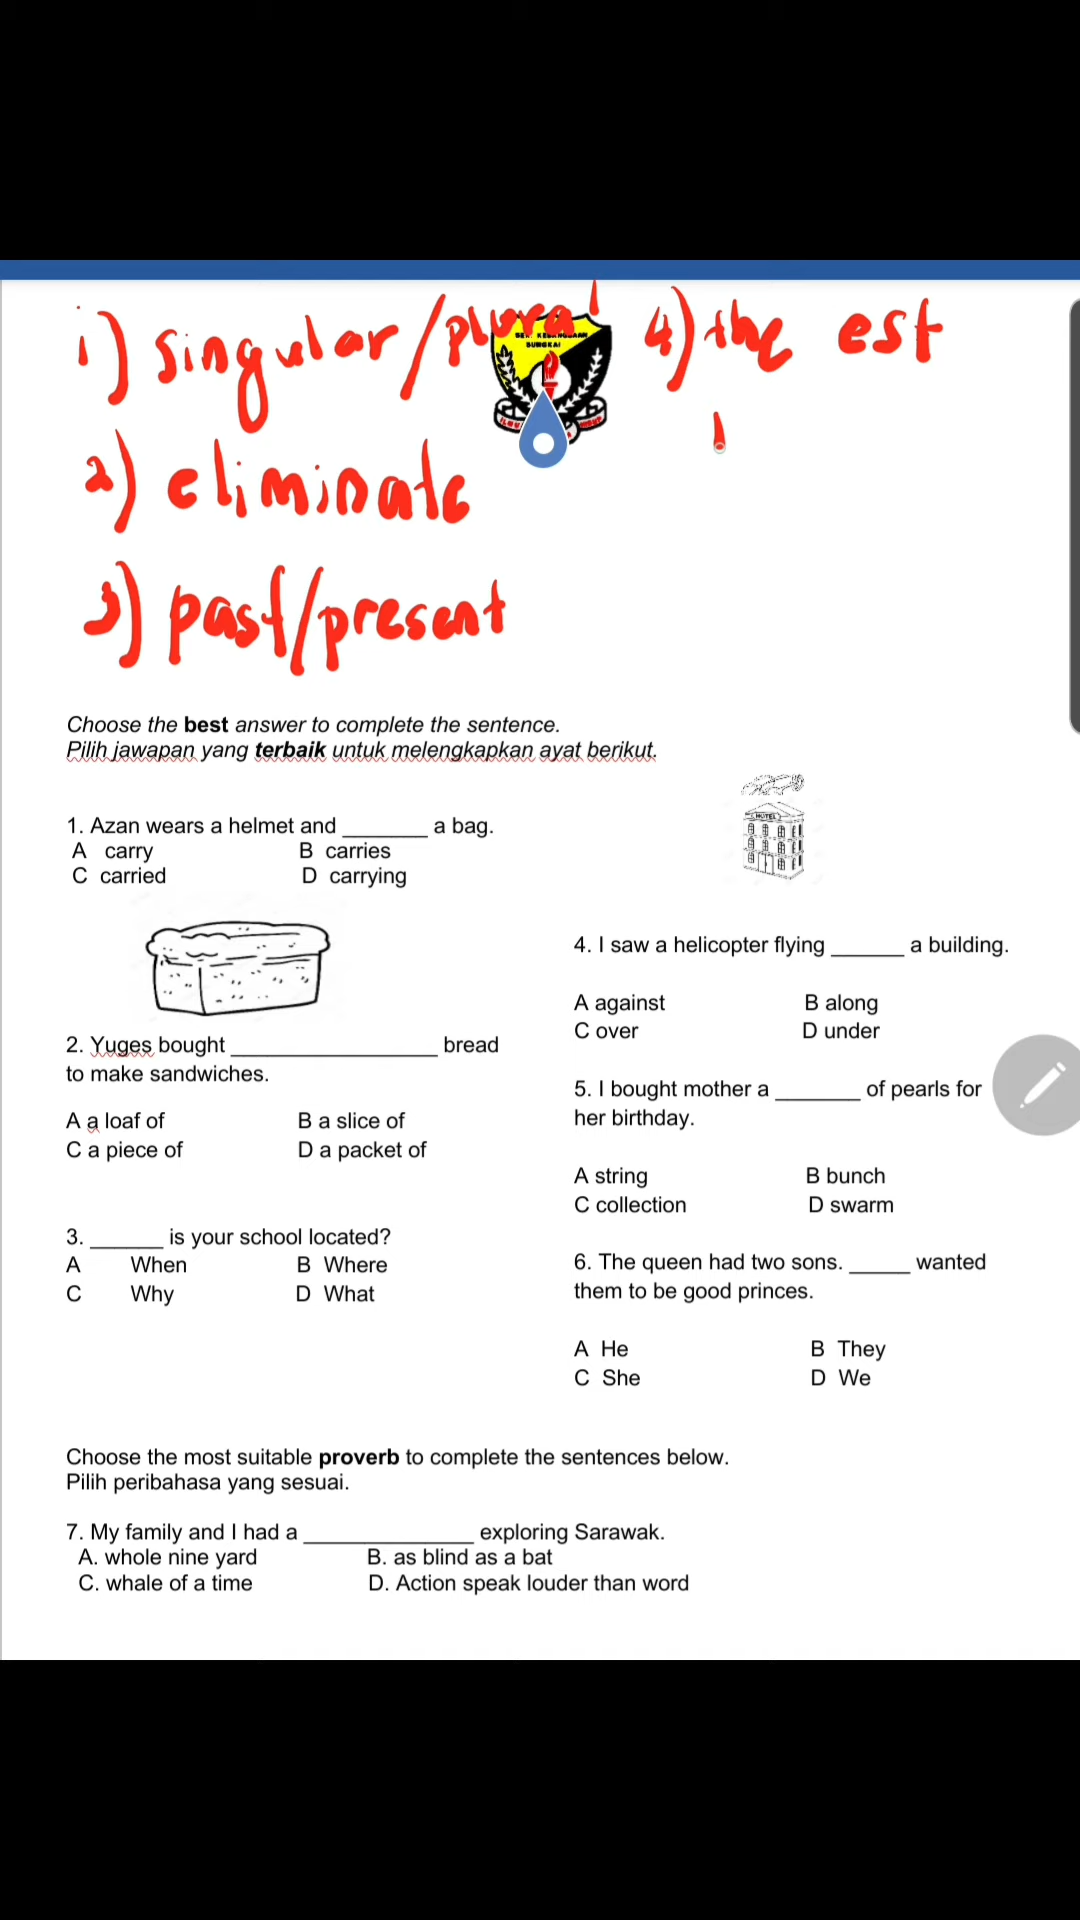 1) singular/plural
2) eliminate
3) past/present
4) the est
SEK. KEBANGSAAN
SUNGKAI
Choose the best answer to complete the sentence.
Pilih jawapan yang terbaik untuk melengkapkan ayat berikut.
1. Azan wears a helmet and _______ a bag.
A carry B carries
C carried D carrying
2. Yuges bought _________________ bread
to make sandwiches.
A a loaf of B a slice of
C a piece of D a packet of
3. ______ is your school located?
A When B Where
C Why D What
HOTEL
4. I saw a helicopter flying ______ a building.
A against B along
C over D under
5. I bought mother a _______ of pearls for
her birthday.
A string B bunch
C collection D swarm
6. The queen had two sons. _____ wanted
them to be good princes.
A He B They
C She D We
Choose the most suitable proverb to complete the sentences below.
Pilih peribahasa yang sesuai.
7. My family and I had a ______________ exploring Sarawak.
A. whole nine yard B. as blind as a bat
C. whale of a time D. Action speak louder than word